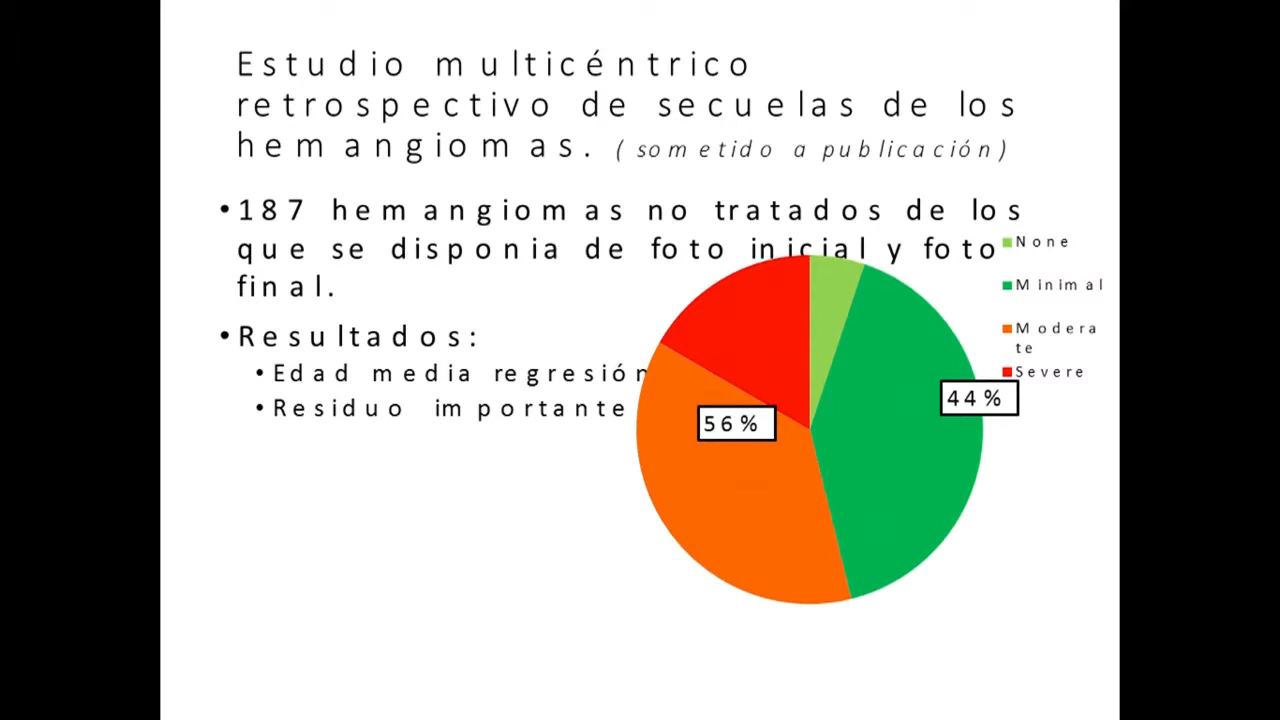 Estudio multicéntrico
retrospectivo de secuelas de los
hemangiomas. (sometido a publicación)
•187 hemangiomas no tratados de los
que se disponia de foto inicial y foto
final.
•Resultados:
•Edad media regresión
•Residuo importante
None
Minimal
Modera
te
Severe
44%
56%